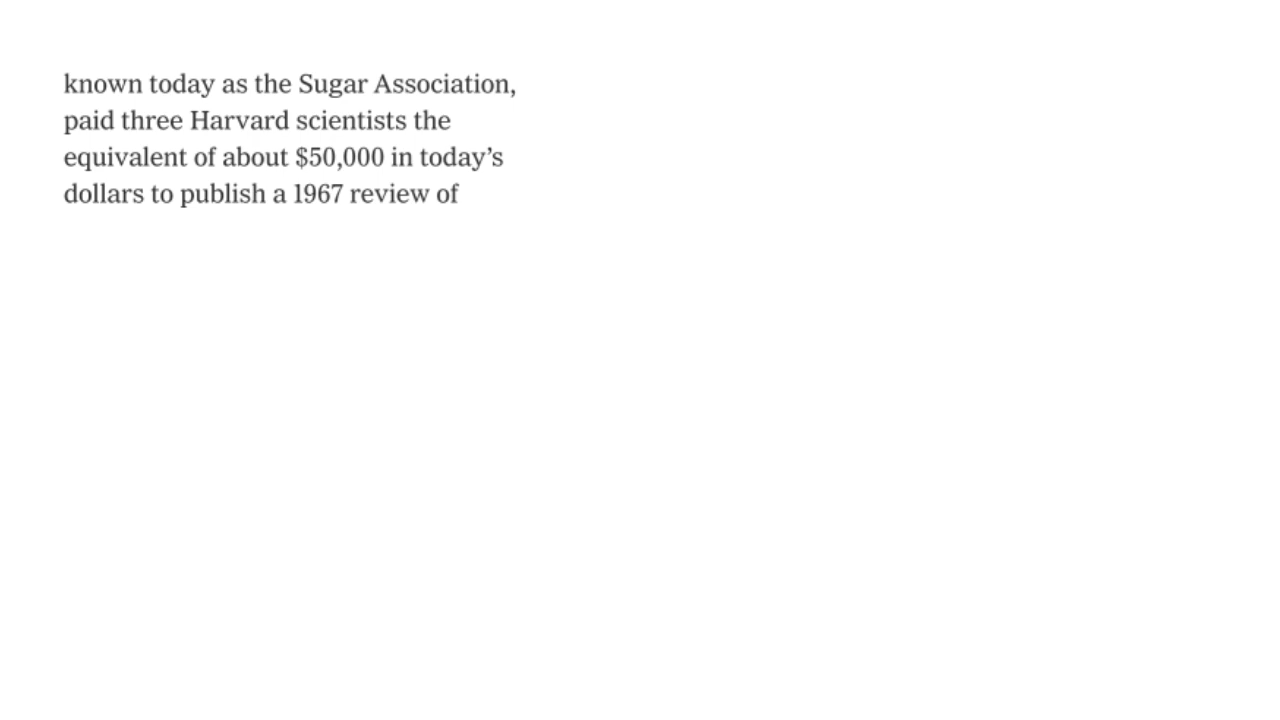 known today as the Sugar Association,
paid three Harvard scientists the
equivalent of about $50,000 in today’s
dollars to publish a 1967 review of